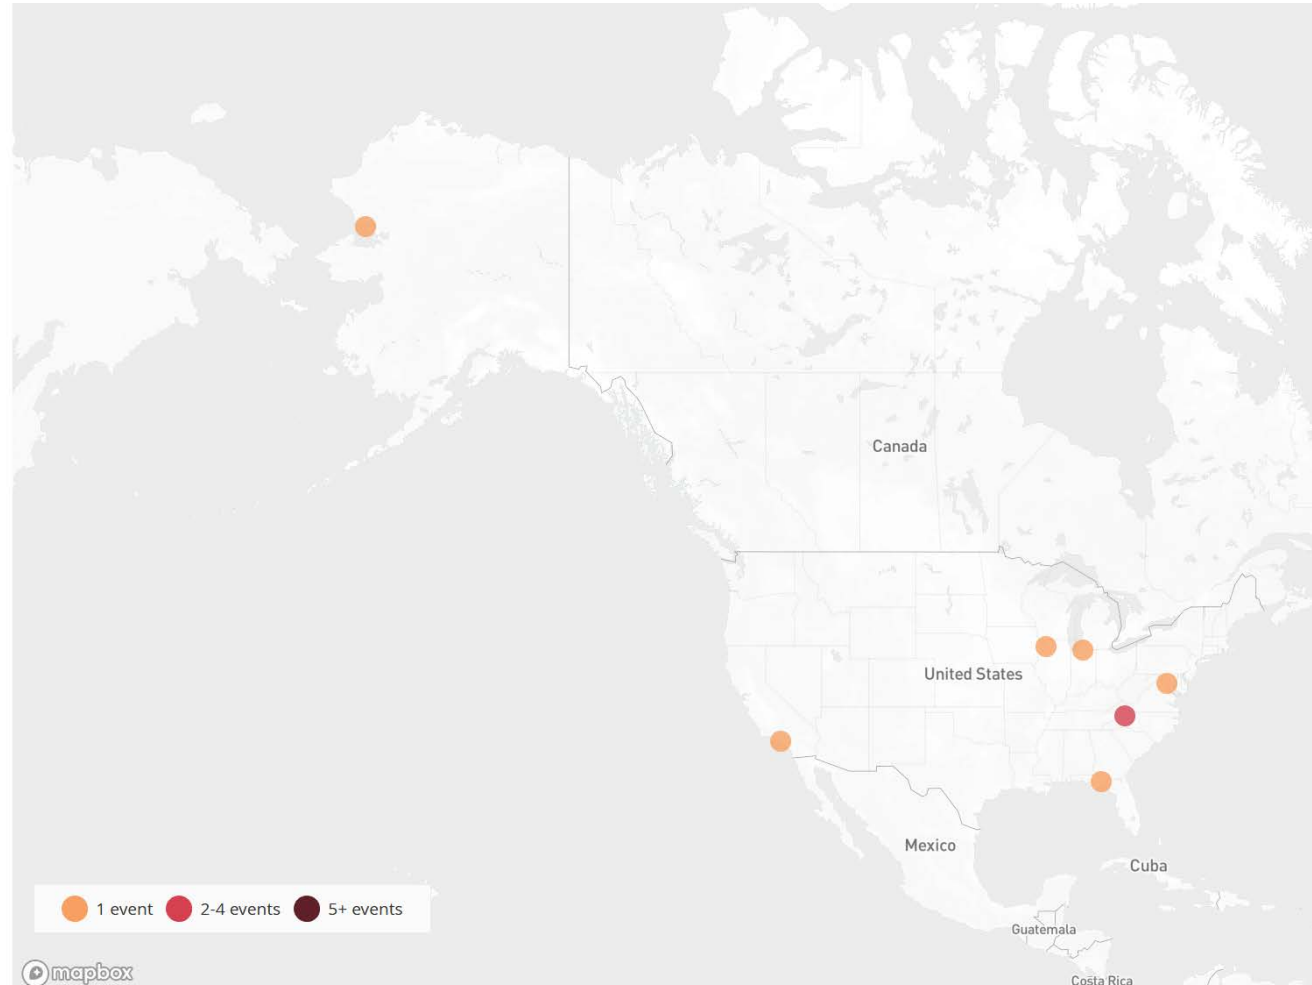 Canada
United States
Mexico
Cuba
1 event 2-4 events 5+ events
Guatemala
mapbox
Costa Rica